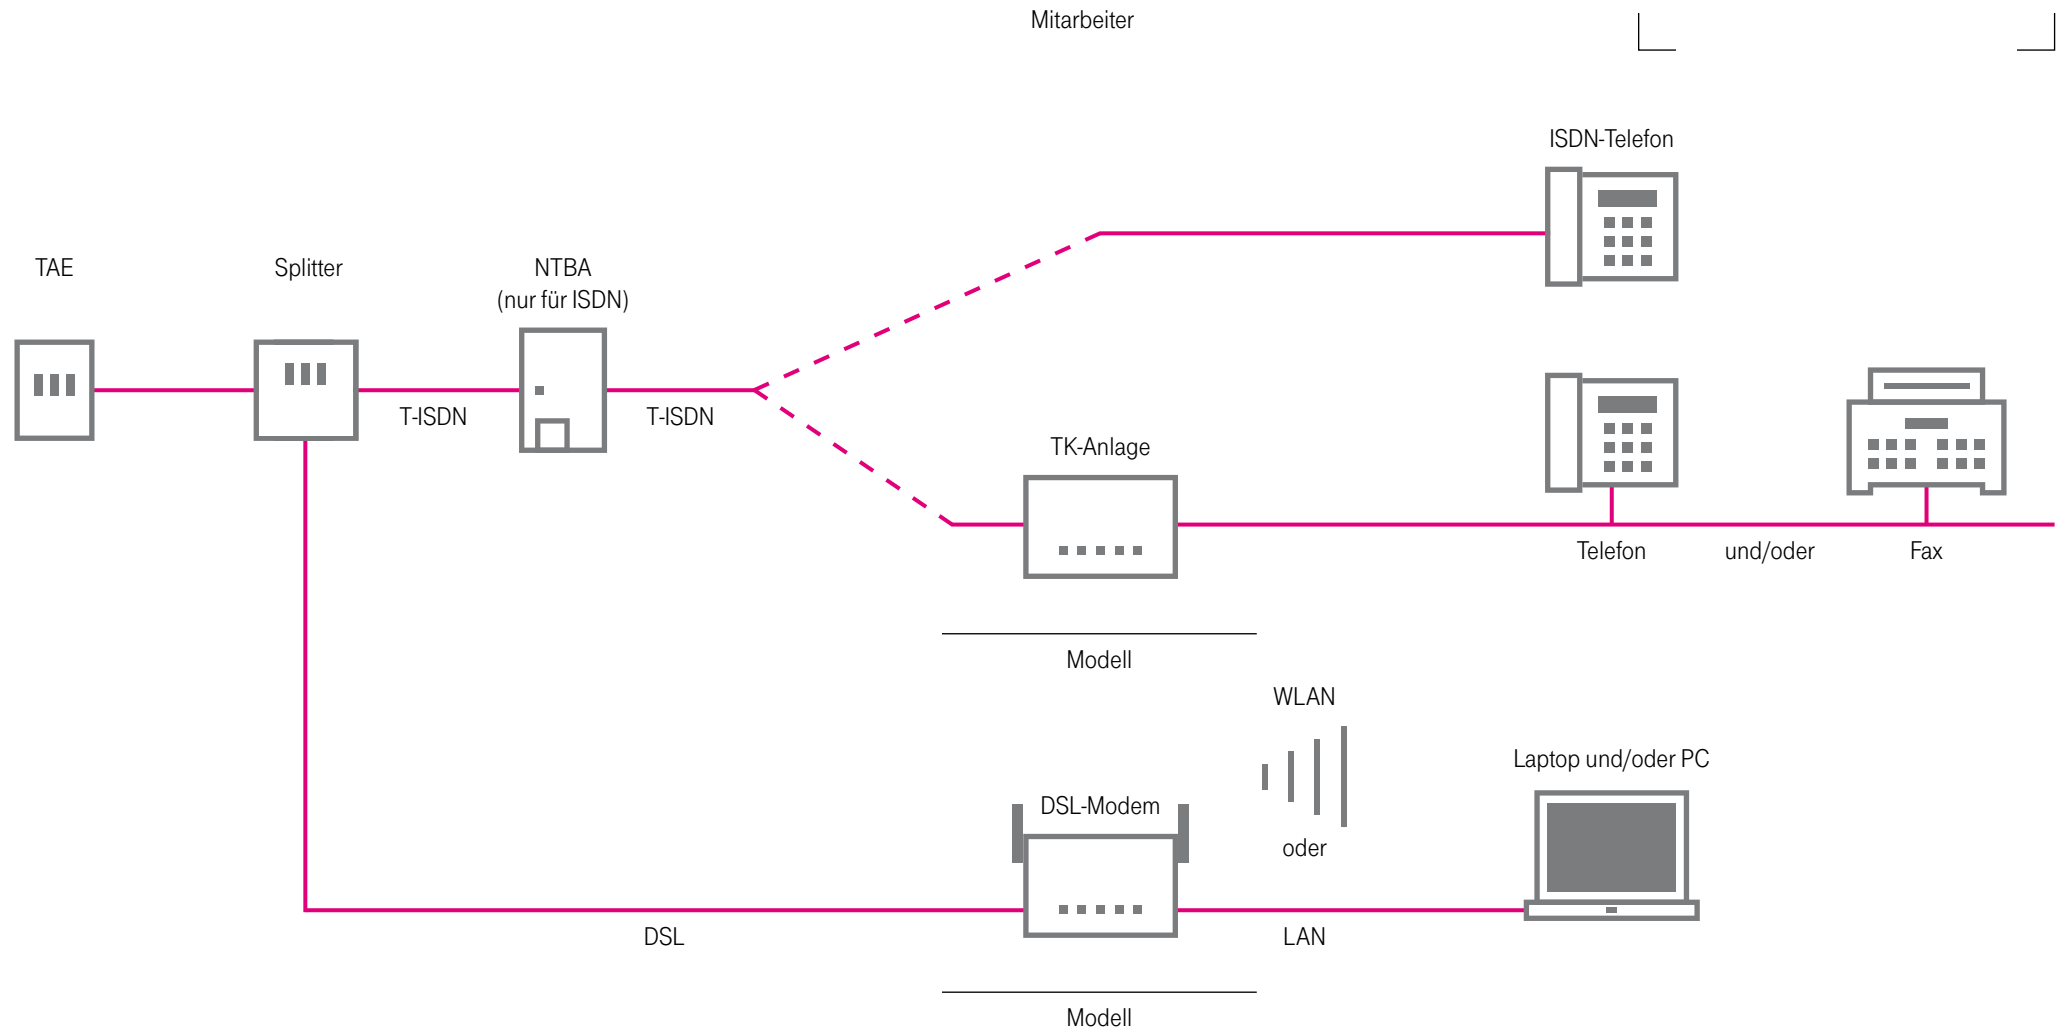 Mitarbeiter
ISDN-Telefon
TAE
Splitter
NTBA
(nur für ISDN)
T-ISDN
T-ISDN
TK-Anlage
Telefon
und/oder
Fax
Modell
WLAN
Laptop und/oder PC
DSL-Modem
oder
DSL
LAN
Modell